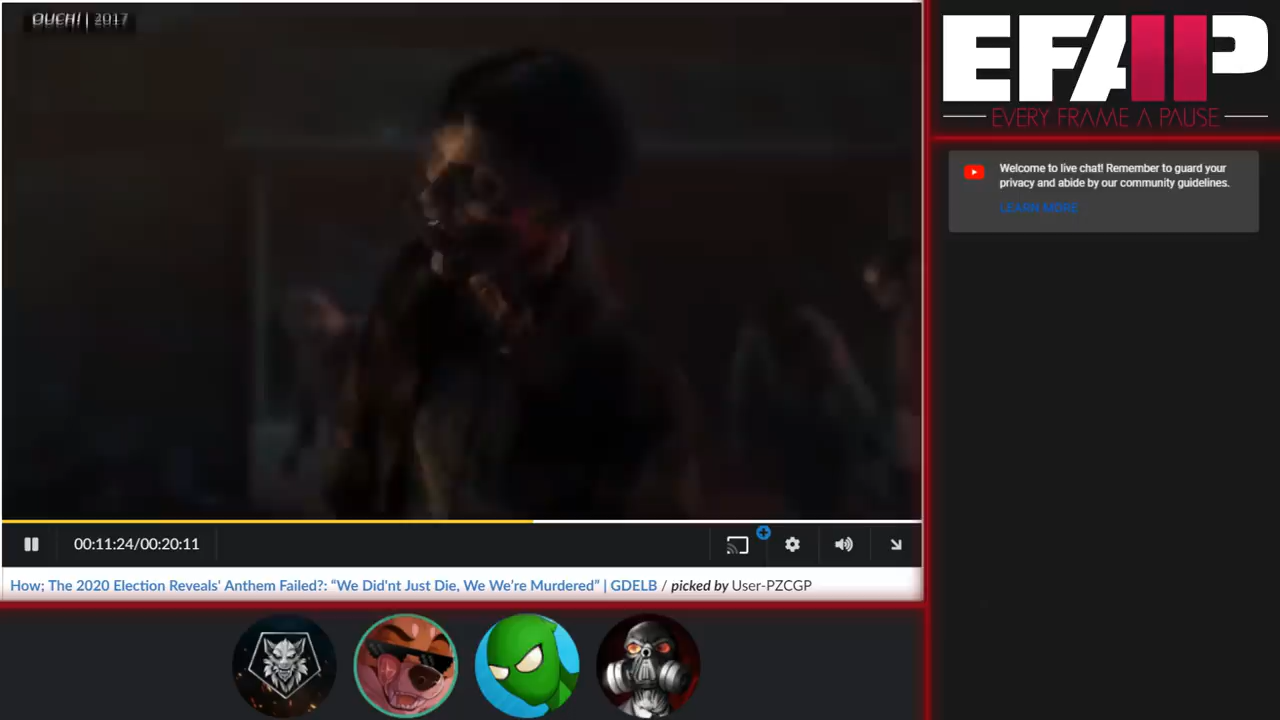 OUCH! | 2017
EFAP
EVERY FRAME A PAUSE
Welcome to live chat! Remember to guard your
privacy and abide by our community guidelines.
LEARN MORE
00:11:24/00:20:11
How; The 2020 Election Reveals' Anthem Failed?: “We Did'nt Just Die, We We're Murdered” | GDELB / picked by User-PZCGP